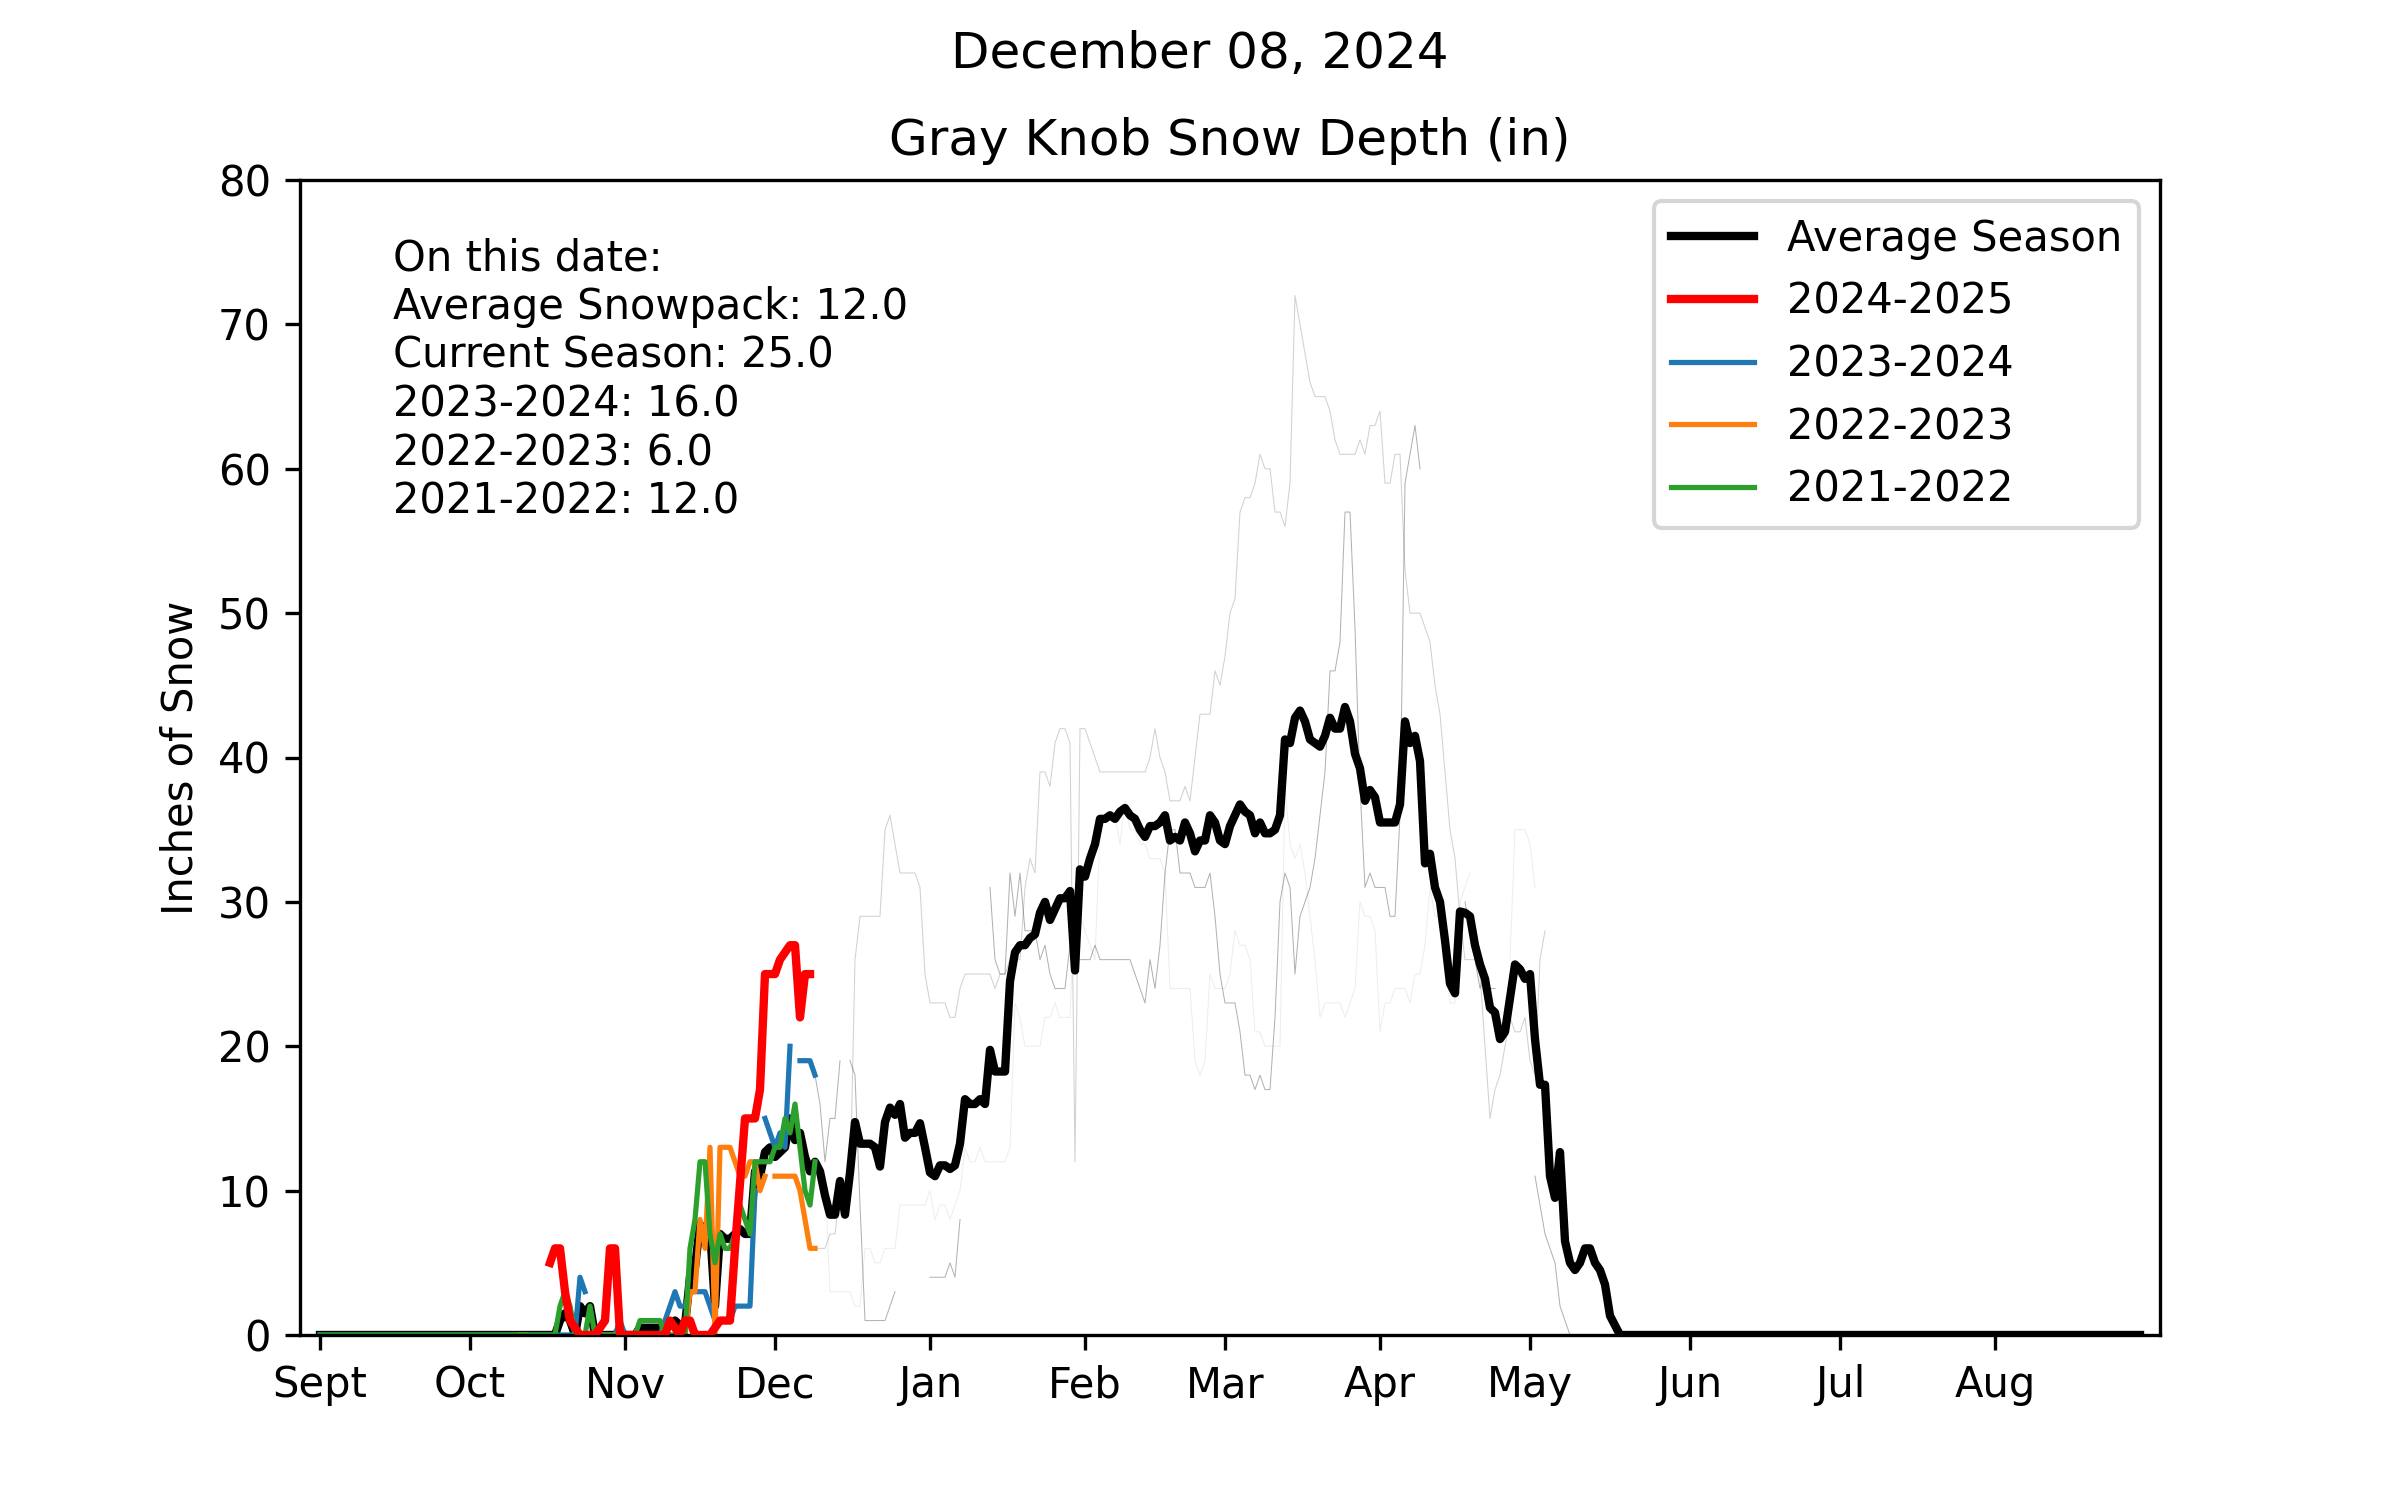 December 08, 2024
Gray Knob Snow Depth (in)
80
70
60
50
40
30
20
10
0
Inches of Snow
On this date:
Average Snowpack: 12.0
Current Season: 25.0
2023-2024: 16.0
2022-2023: 6.0
2021-2022: 12.0
Average Season
2024-2025
2023-2024
2022-2023
2021-2022
Sept Oct Nov Dec Jan Feb Mar Apr May Jun Jul Aug